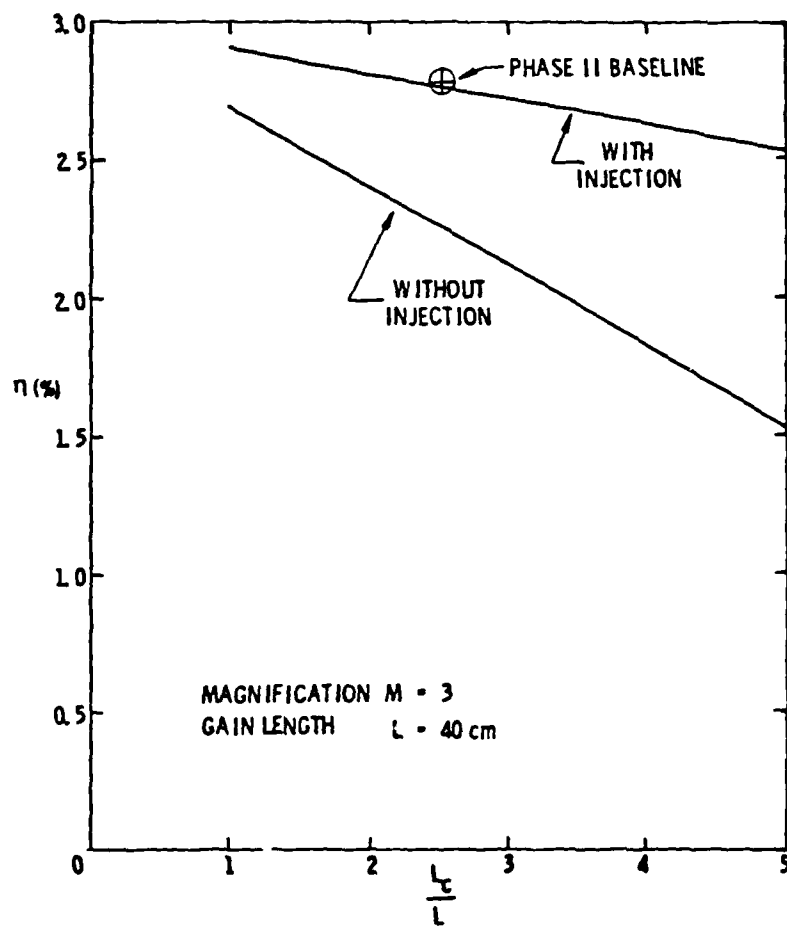 3.0
PHASE II BASELINE
WITH
INJECTION
2.5
2.0
WITHOUT
INJECTION
η (%)
1.5
1.0
MAGNIFICATION M = 3
GAIN LENGTH L = 40 cm
0.5
0 1 2 3 4 5
Lc
L